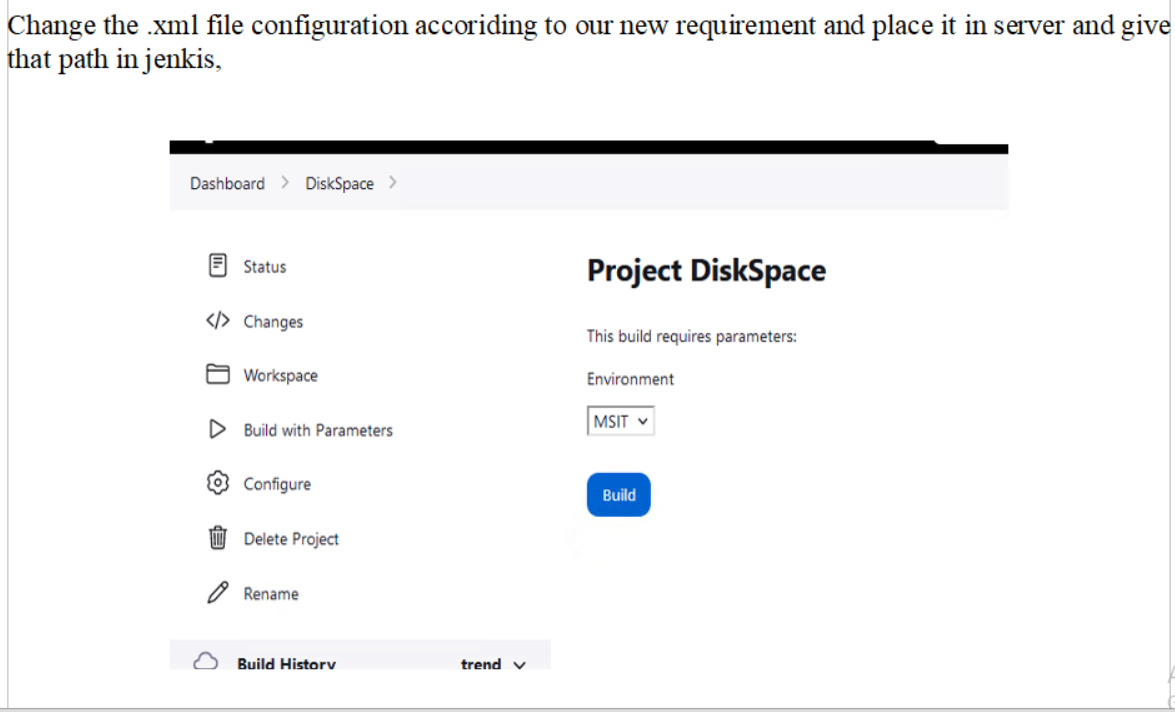 Change the .xml file configuration accoriding to our new requirement and place it in server and give
that path in jenkis,
Dashboard > DiskSpace >
Status
Changes
Workspace
Build with Parameters
Configure
Delete Project
Rename
Build History trend
Project DiskSpace
This build requires parameters:
Environment
MSIT
Build